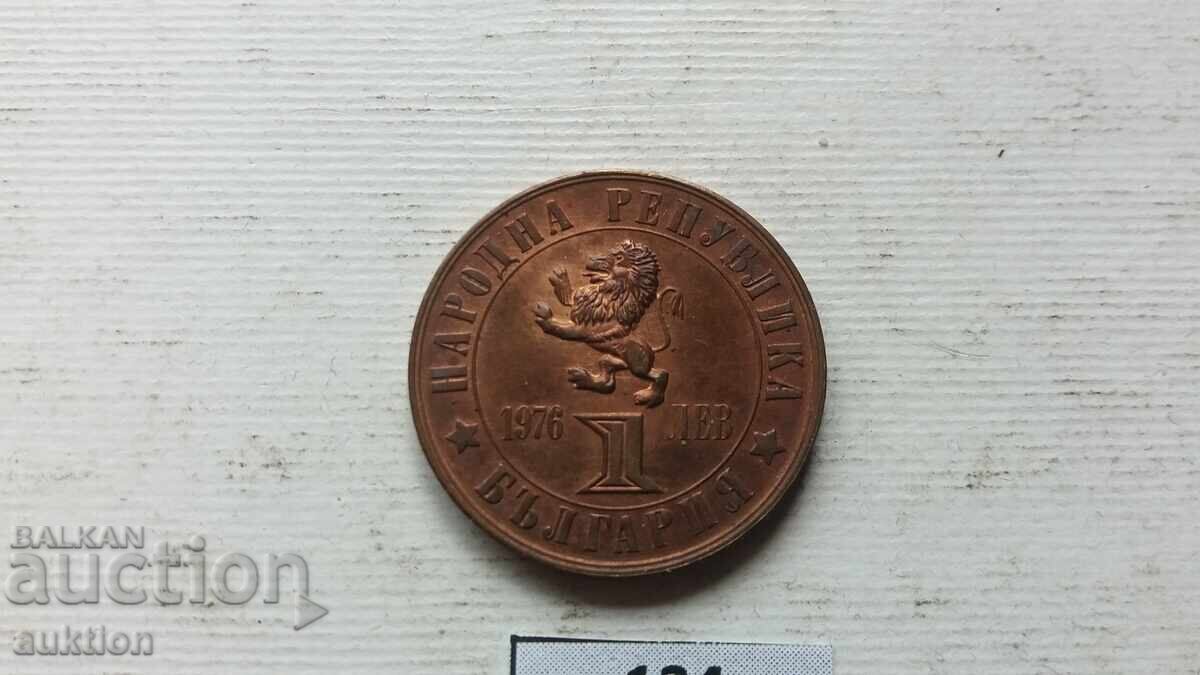 НАРОДНА РЕПУБЛИКА
1976 1 ЛЕВ
БЪЛГАРИЯ
BALKAN
auction
auktion